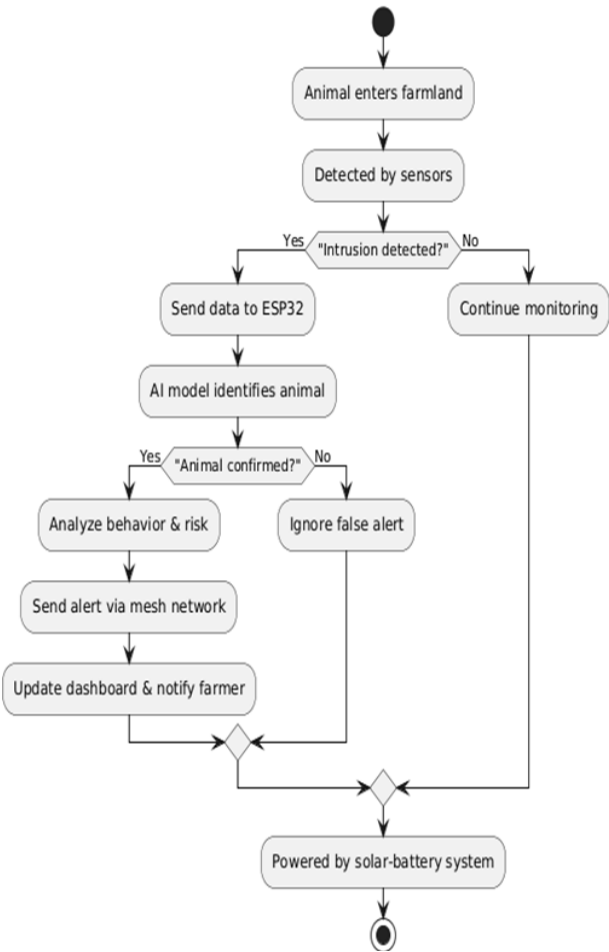 Animal enters farmland
Detected by sensors
Yes
"Intrusion detected?"
No
Send data to ESP32
Continue monitoring
AI model identifies animal
Yes
"Animal confirmed?"
No
Analyze behavior & risk
Ignore false alert
Send alert via mesh network
Update dashboard & notify farmer
Powered by solar-battery system